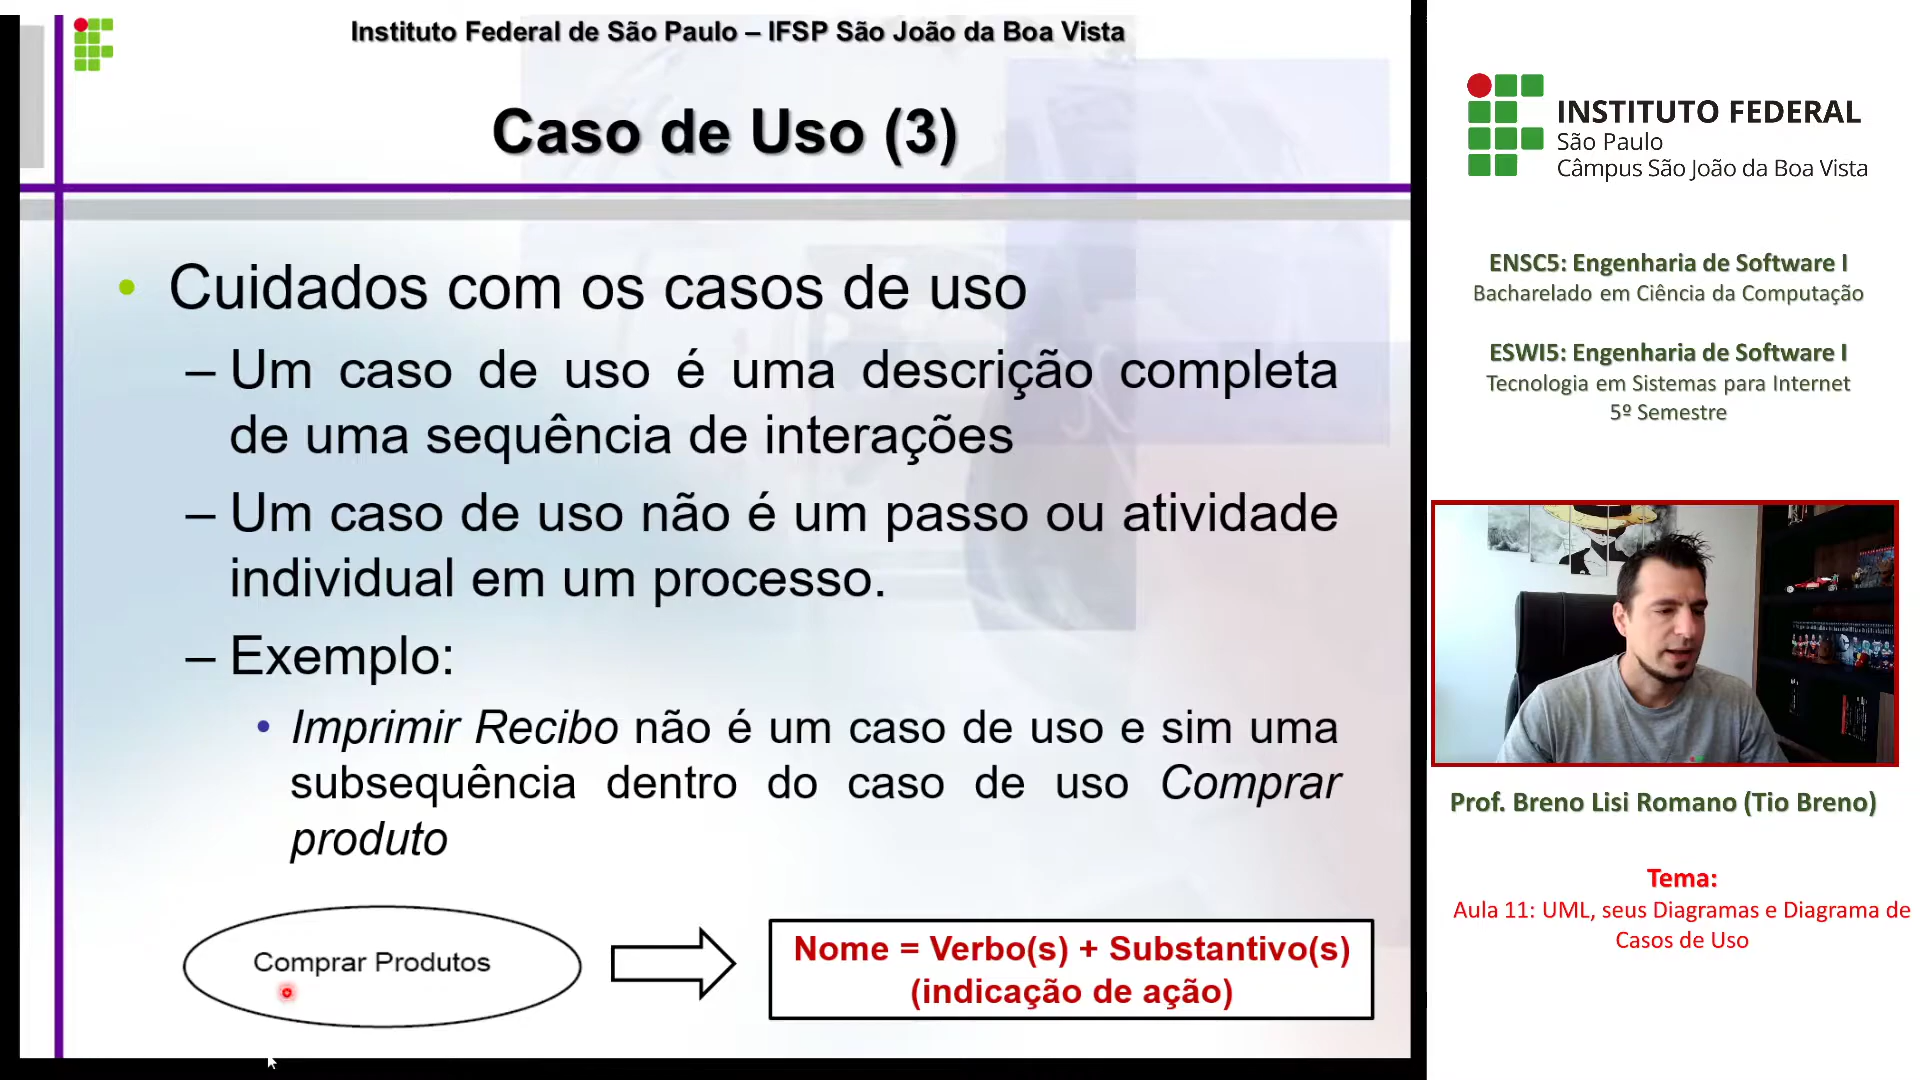 Instituto Federal de São Paulo – IFSP São João da Boa Vista
Caso de Uso (3)
• Cuidados com os casos de uso
– Um caso de uso é uma descrição completa
de uma sequência de interações
– Um caso de uso não é um passo ou atividade
individual em um processo.
– Exemplo:
• Imprimir Recibo não é um caso de uso e sim uma
subsequência dentro do caso de uso Comprar
produto
Comprar Produtos
Nome = Verbo(s) + Substantivo(s)
(indicação de ação)
INSTITUTO FEDERAL
São Paulo
Câmpus São João da Boa Vista
ENSC5: Engenharia de Software I
Bacharelado em Ciência da Computação
ESWI5: Engenharia de Software I
Tecnologia em Sistemas para Internet
5º Semestre
Prof. Breno Lisi Romano (Tio Breno)
Tema:
Aula 11: UML, seus Diagramas e Diagrama de
Casos de Uso